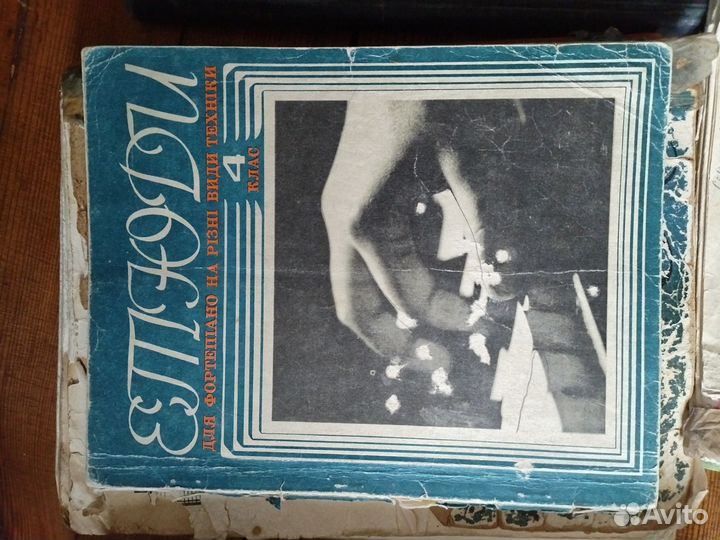 ЕТЮДИ
ДЛЯ ФОРТЕПІАНО НА РІЗНІ ВИДИ ТЕХНІКИ
4
КЛАС
Avito